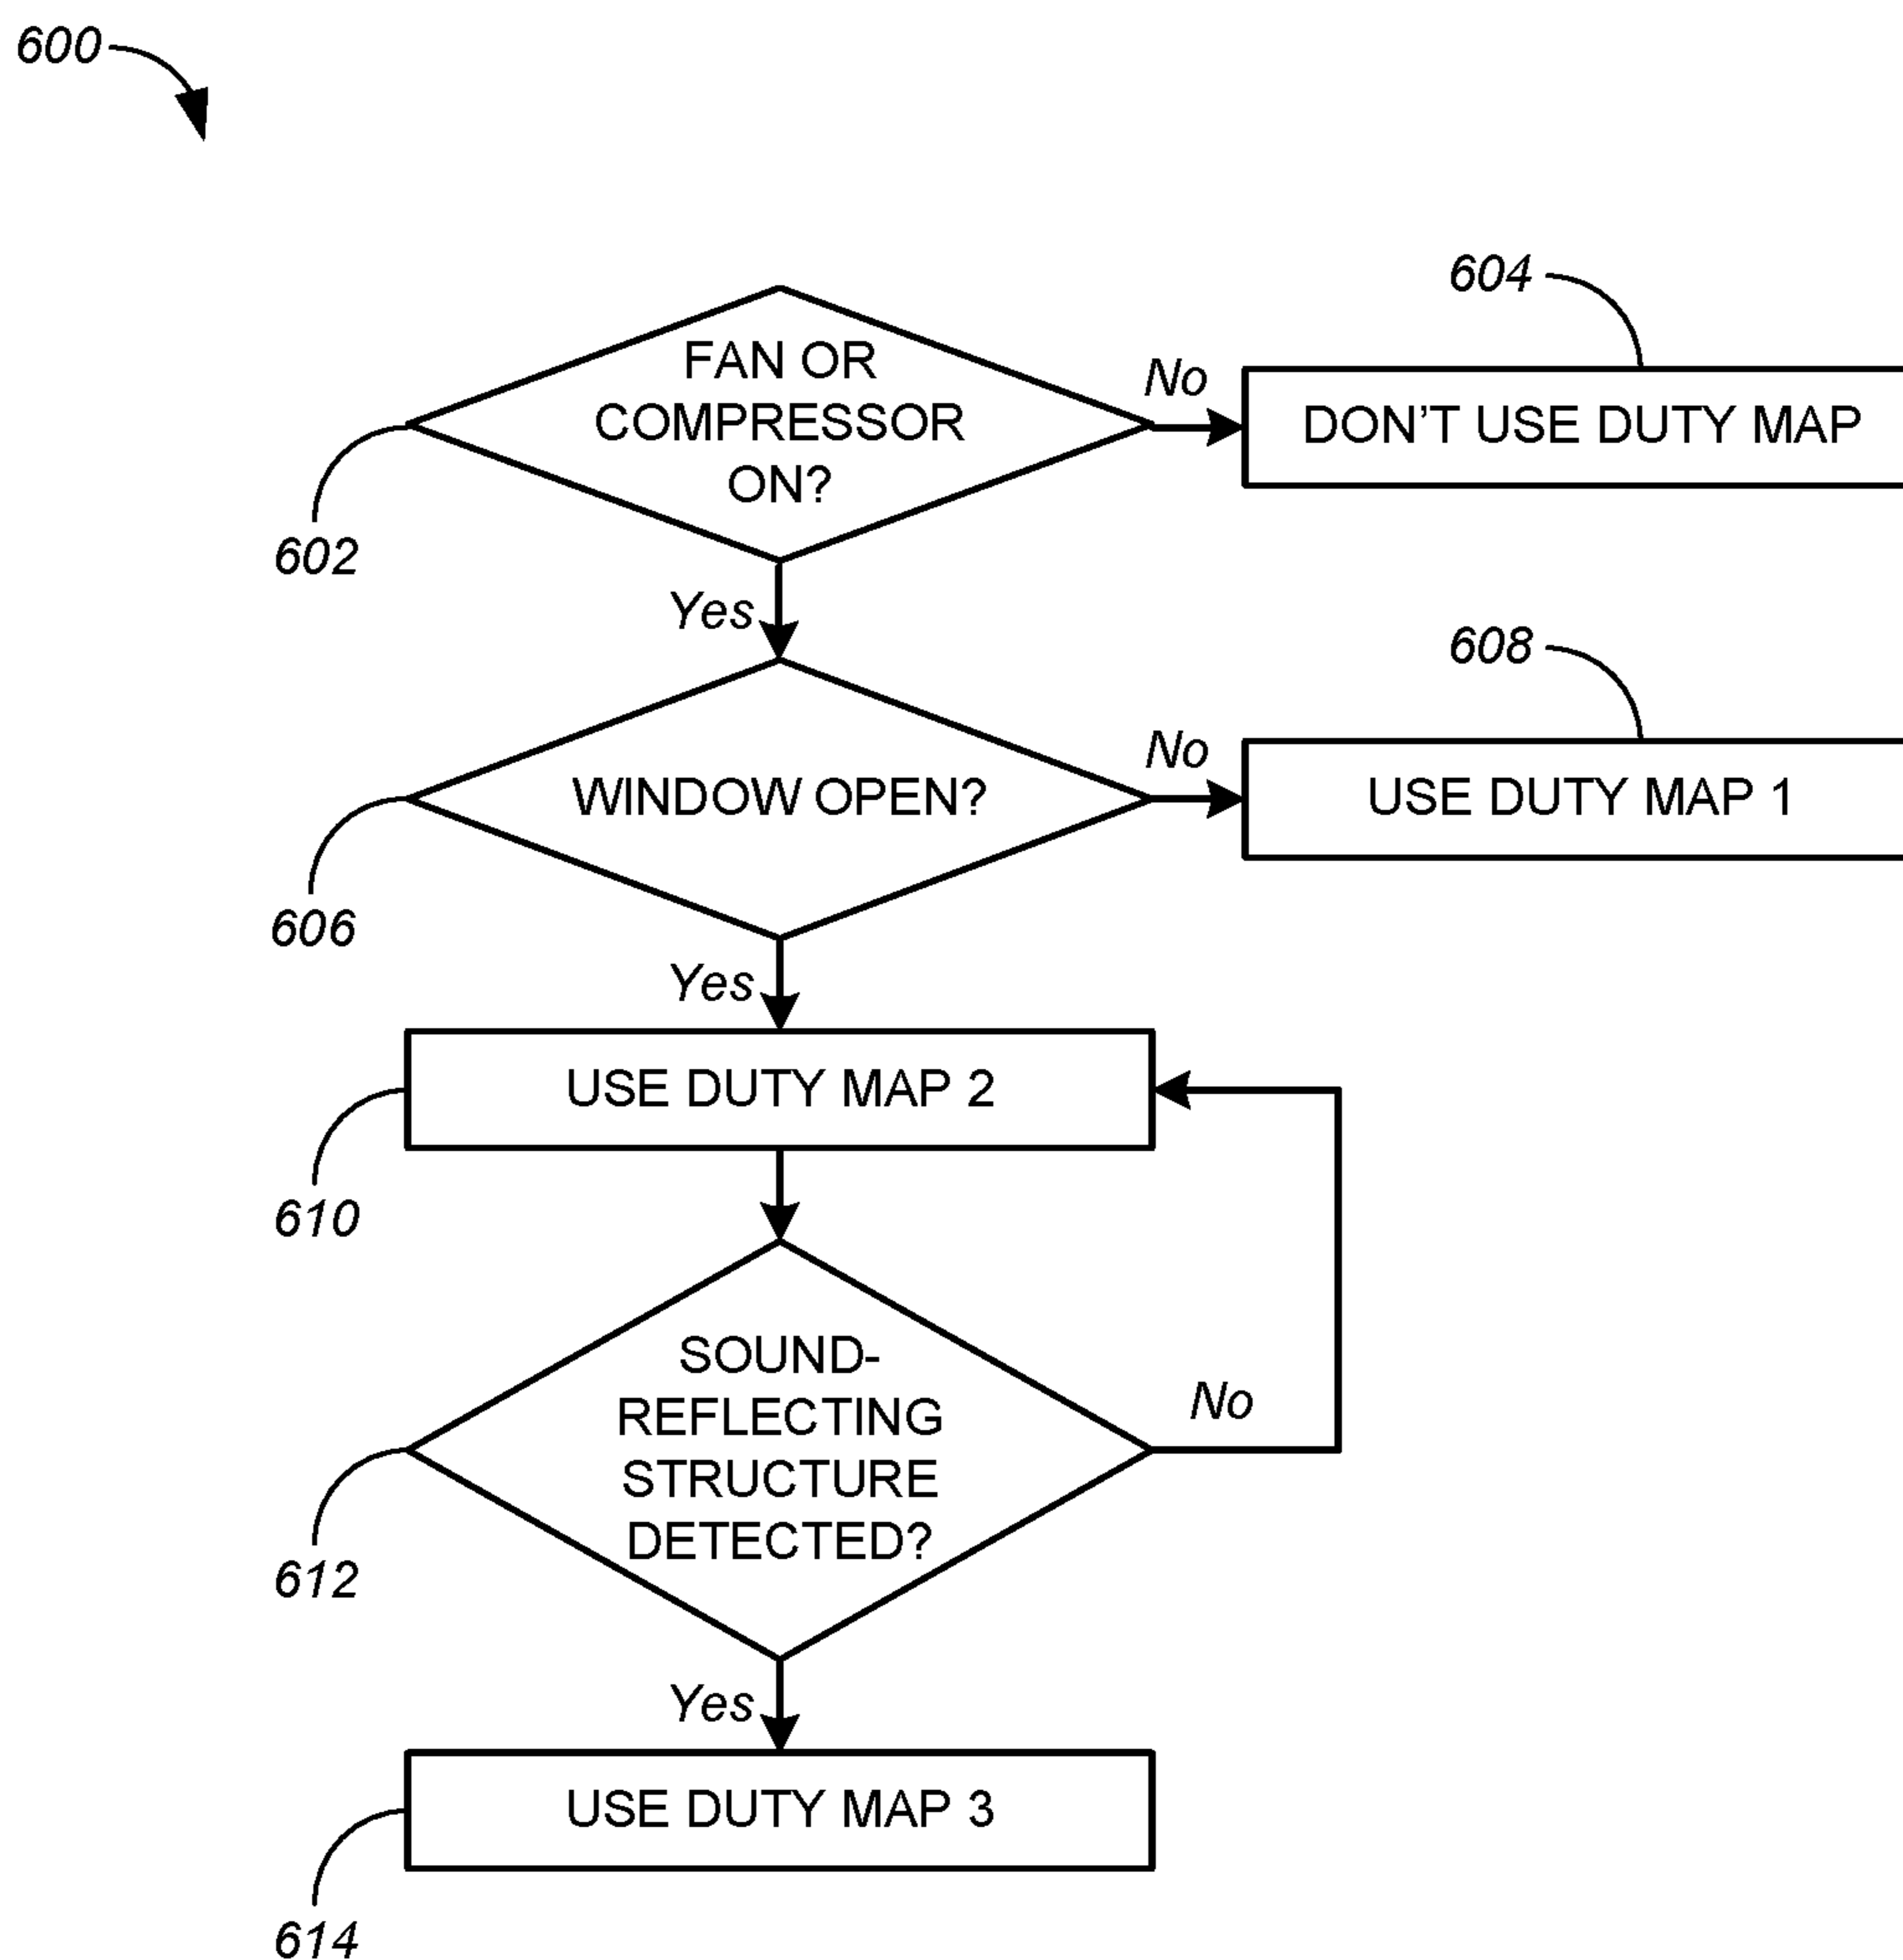 600
604
FAN OR
COMPRESSOR
ON?
No
DON'T USE DUTY MAP
602
Yes
608
WINDOW OPEN?
No
USE DUTY MAP 1
606
Yes
USE DUTY MAP 2
610
SOUND-
REFLECTING
STRUCTURE
DETECTED?
No
612
Yes
USE DUTY MAP 3
614